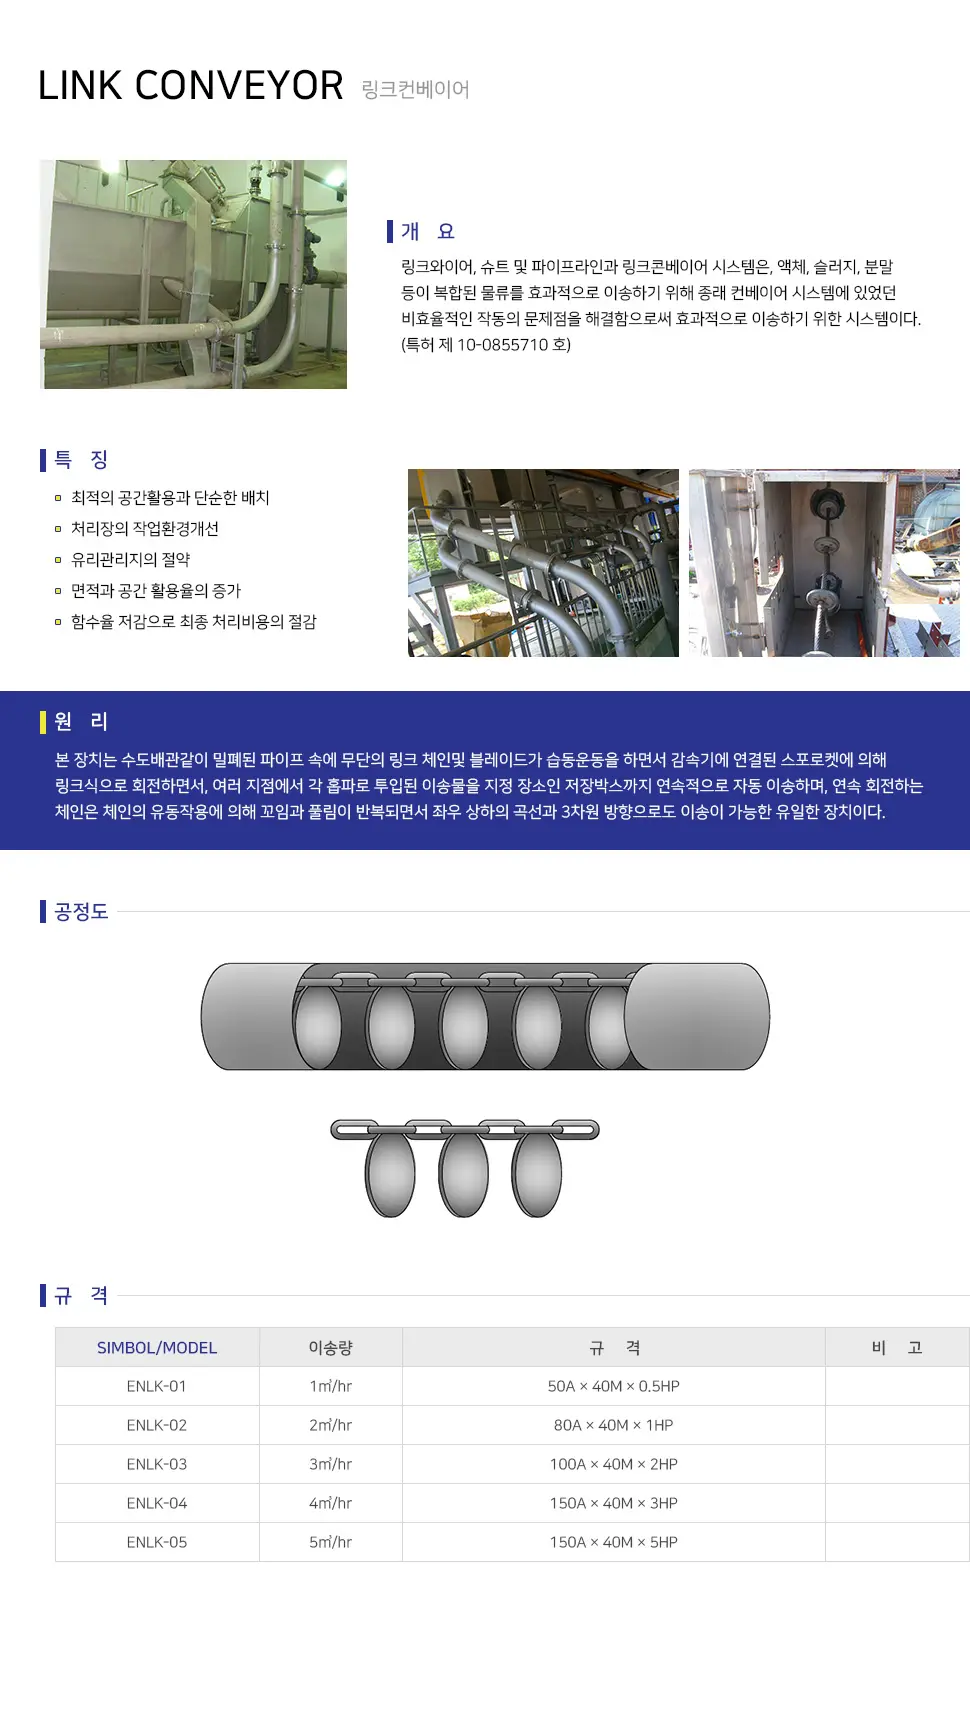 LINK CONVEYOR 링크컨베이어
개 요
링크와이어, 슈트 및 파이프라인과 링크콘베이어 시스템은, 액체, 슬러지, 분말
등이 복합된 물류를 효과적으로 이송하기 위해 종래 컨베이어 시스템에 있었던
비효율적인 작동의 문제점을 해결함으로써 효과적으로 이송하기 위한 시스템이다.
(특허 제 10-0855710 호)
특 징
최적의 공간활용과 단순한 배치
처리장의 작업환경개선
유리관리지의 절약
면적과 공간 활용율의 증가
함수율 저감으로 최종 처리비용의 절감
원 리
본 장치는 수도배관같이 밀폐된 파이프 속에 무단의 링크 체인및 블레이드가 습동운동을 하면서 감속기에 연결된 스포로켓에 의해
링크식으로 회전하면서, 여러 지점에서 각 홉파로 투입된 이송물을 지정 장소인 저장박스까지 연속적으로 자동 이송하며, 연속 회전하는
체인은 체인의 유동작용에 의해 꼬임과 풀림이 반복되면서 좌우 상하의 곡선과 3차원 방향으로도 이송이 가능한 유일한 장치이다.
공정도
규 격
SIMBOL/MODEL 이송량 규 격 비 고
ENLK-01 1㎥/hr 50A × 40M × 0.5HP
ENLK-02 2㎥/hr 80A × 40M × 1HP
ENLK-03 3㎥/hr 100A × 40M × 2HP
ENLK-04 4㎥/hr 150A × 40M × 3HP
ENLK-05 5㎥/hr 150A × 40M × 5HP